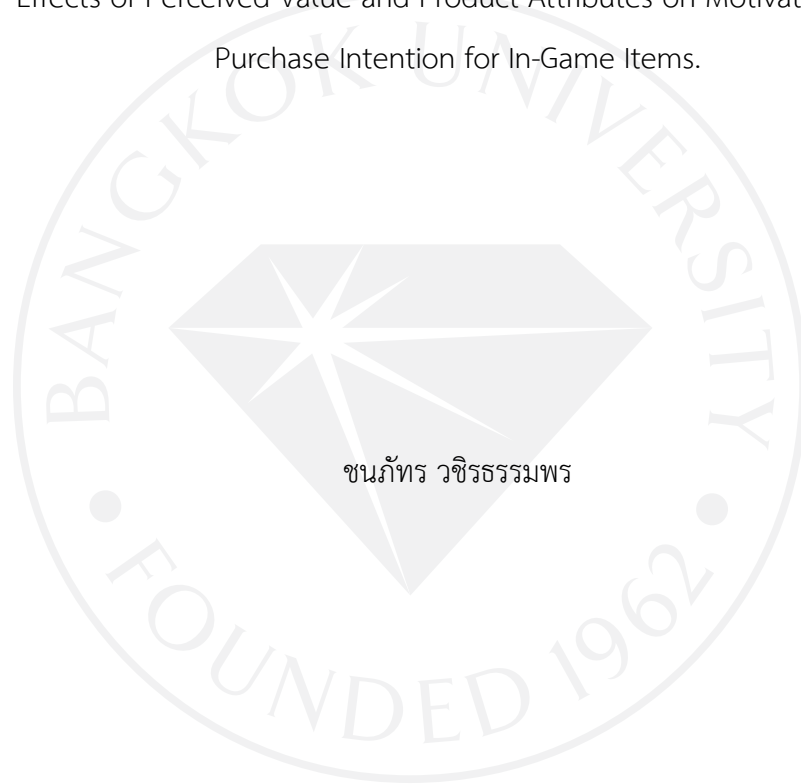 Effects of Perceived Value and Product Attributes on
Purchase Intention for In-Game Items.
BANGKOK UNIVERSITY
ชนภัทร วชิรธรรมพร
FOUNDED 1962